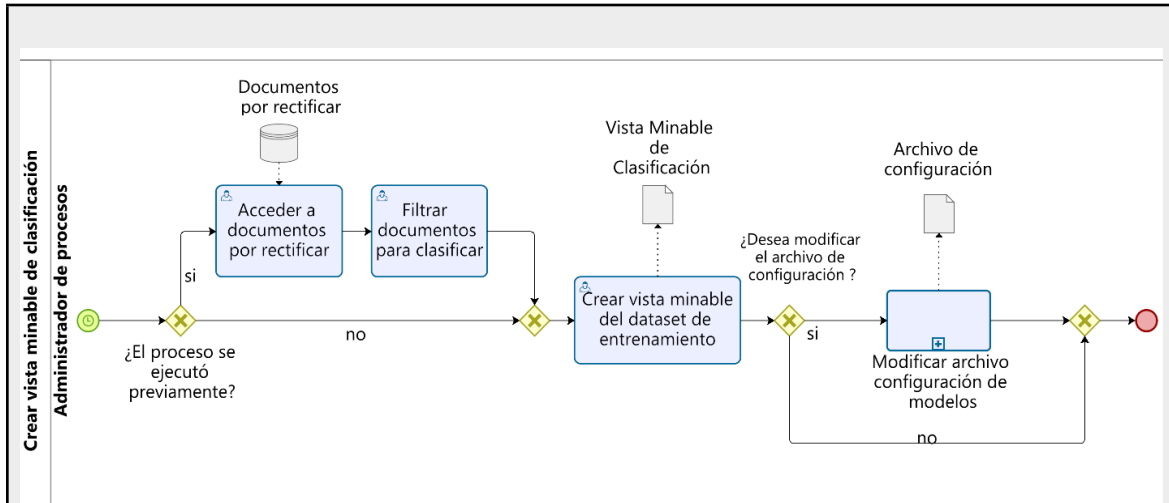 Crear vista minable de clasificación
Administrador de procesos
Documentos
por rectificar
Acceder a
documentos
por rectificar
Filtrar
documentos
para clasificar
si
no
¿El proceso se
ejecutó
previamente?
Vista Minable
de
Clasificación
Crear vista minable
del dataset de
entrenamiento
¿Desea modificar
el archivo de
configuración ?
si
no
Archivo de
configuración
Modificar archivo
configuración de
modelos